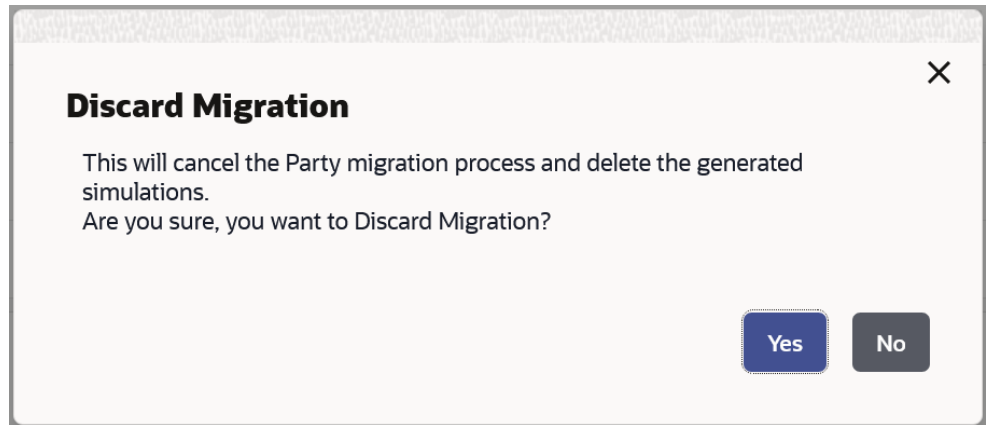 Discard Migration
This will cancel the Party migration process and delete the generated
simulations.
Are you sure, you want to Discard Migration?
Yes
No